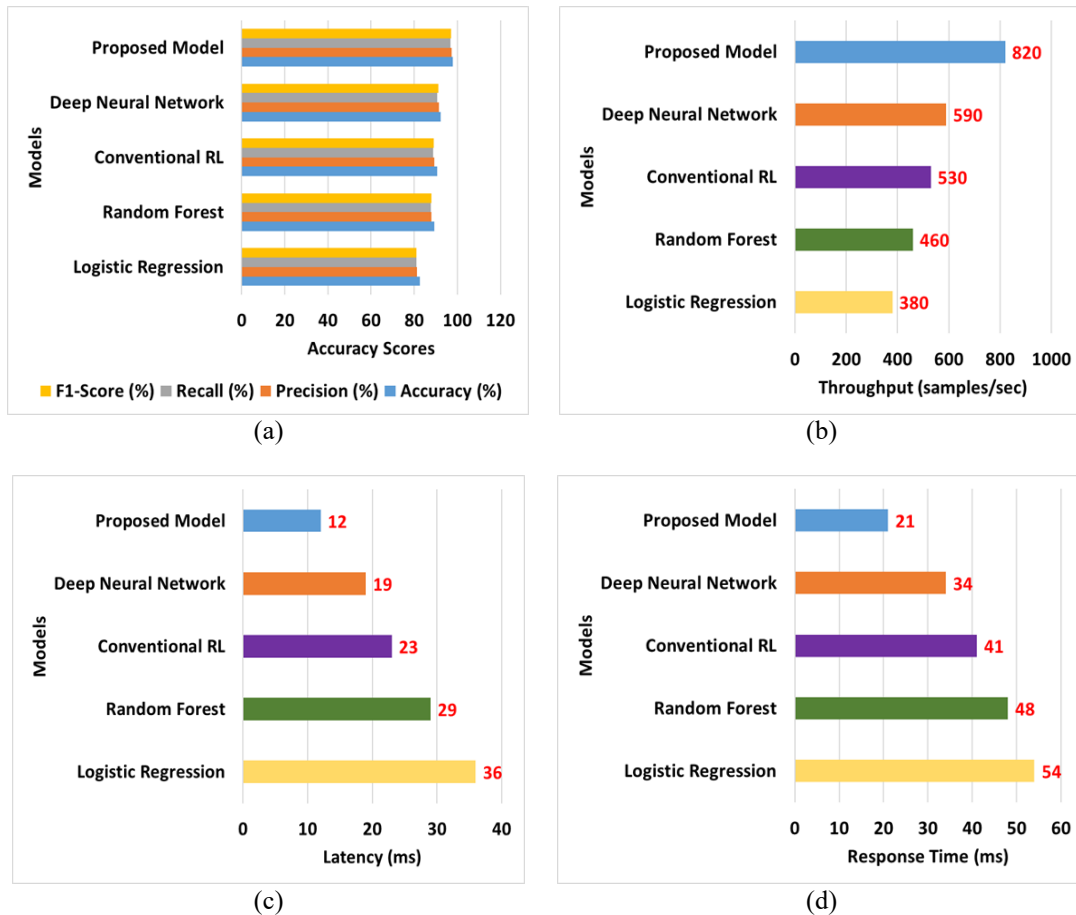 Models
Proposed Model
Deep Neural Network
Conventional RL
Random Forest
Logistic Regression
0 20 40 60 80 100 120
Accuracy Scores
F1-Score (%) Recall (%) Precision (%) Accuracy (%)
(a)
Models
Proposed Model 820
Deep Neural Network 590
Conventional RL 530
Random Forest 460
Logistic Regression 380
0 200 400 600 800 1000
Throughput (samples/sec)
(b)
Models
Proposed Model 12
Deep Neural Network 19
Conventional RL 23
Random Forest 29
Logistic Regression 36
0 10 20 30 40
Latency (ms)
(c)
Models
Proposed Model 21
Deep Neural Network 34
Conventional RL 41
Random Forest 48
Logistic Regression 54
0 10 20 30 40 50 60
Response Time (ms)
(d)